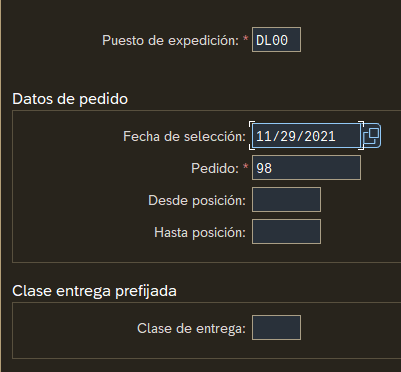 Puesto de expedición: * DL00
Datos de pedido
Fecha de selección: 11/29/2021
Pedido: * 98
Desde posición:
Hasta posición:
Clase entrega prefijada
Clase de entrega: